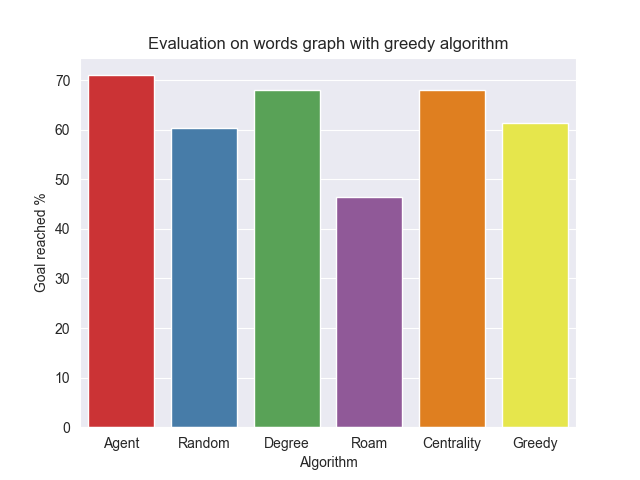 Evaluation on words graph with greedy algorithm
Goal reached %
70
60
50
40
30
20
10
0
Agent Random Degree Roam Centrality Greedy
Algorithm